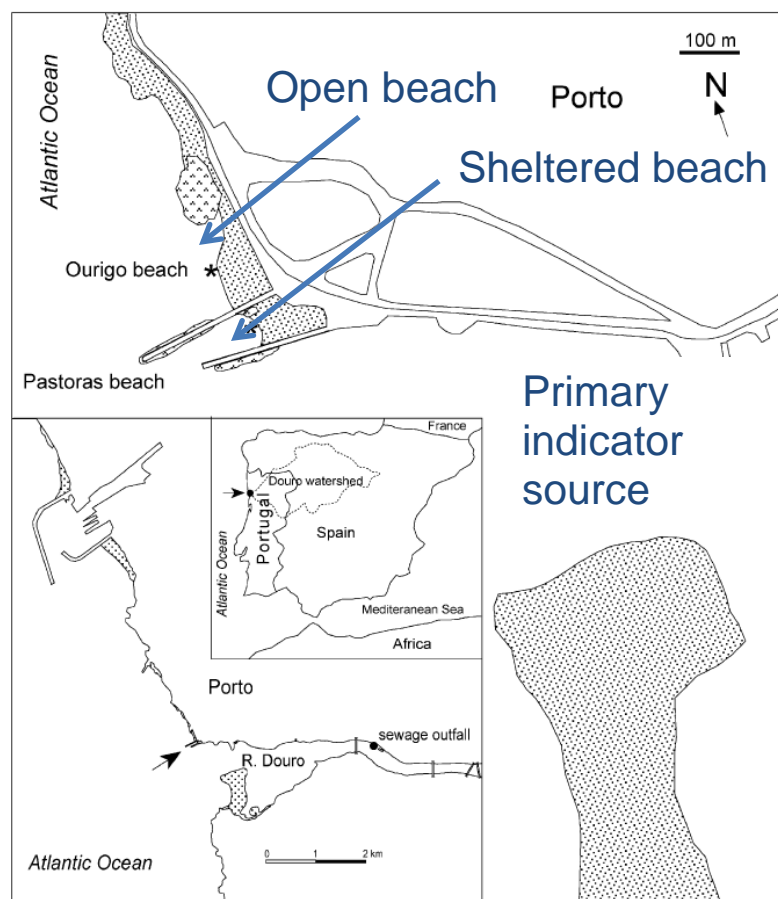 100 m
N
Open beach
Porto
Atlantic Ocean
Sheltered beach
Ourigo beach *
Pastoras beach
Primary
indicator
source
France
Douro watershed
Portugal
Spain
Atlantic Ocean
Mediteranean Sea
Africa
Porto
sewage outfall
R. Douro
0 1 2 km
Atlantic Ocean